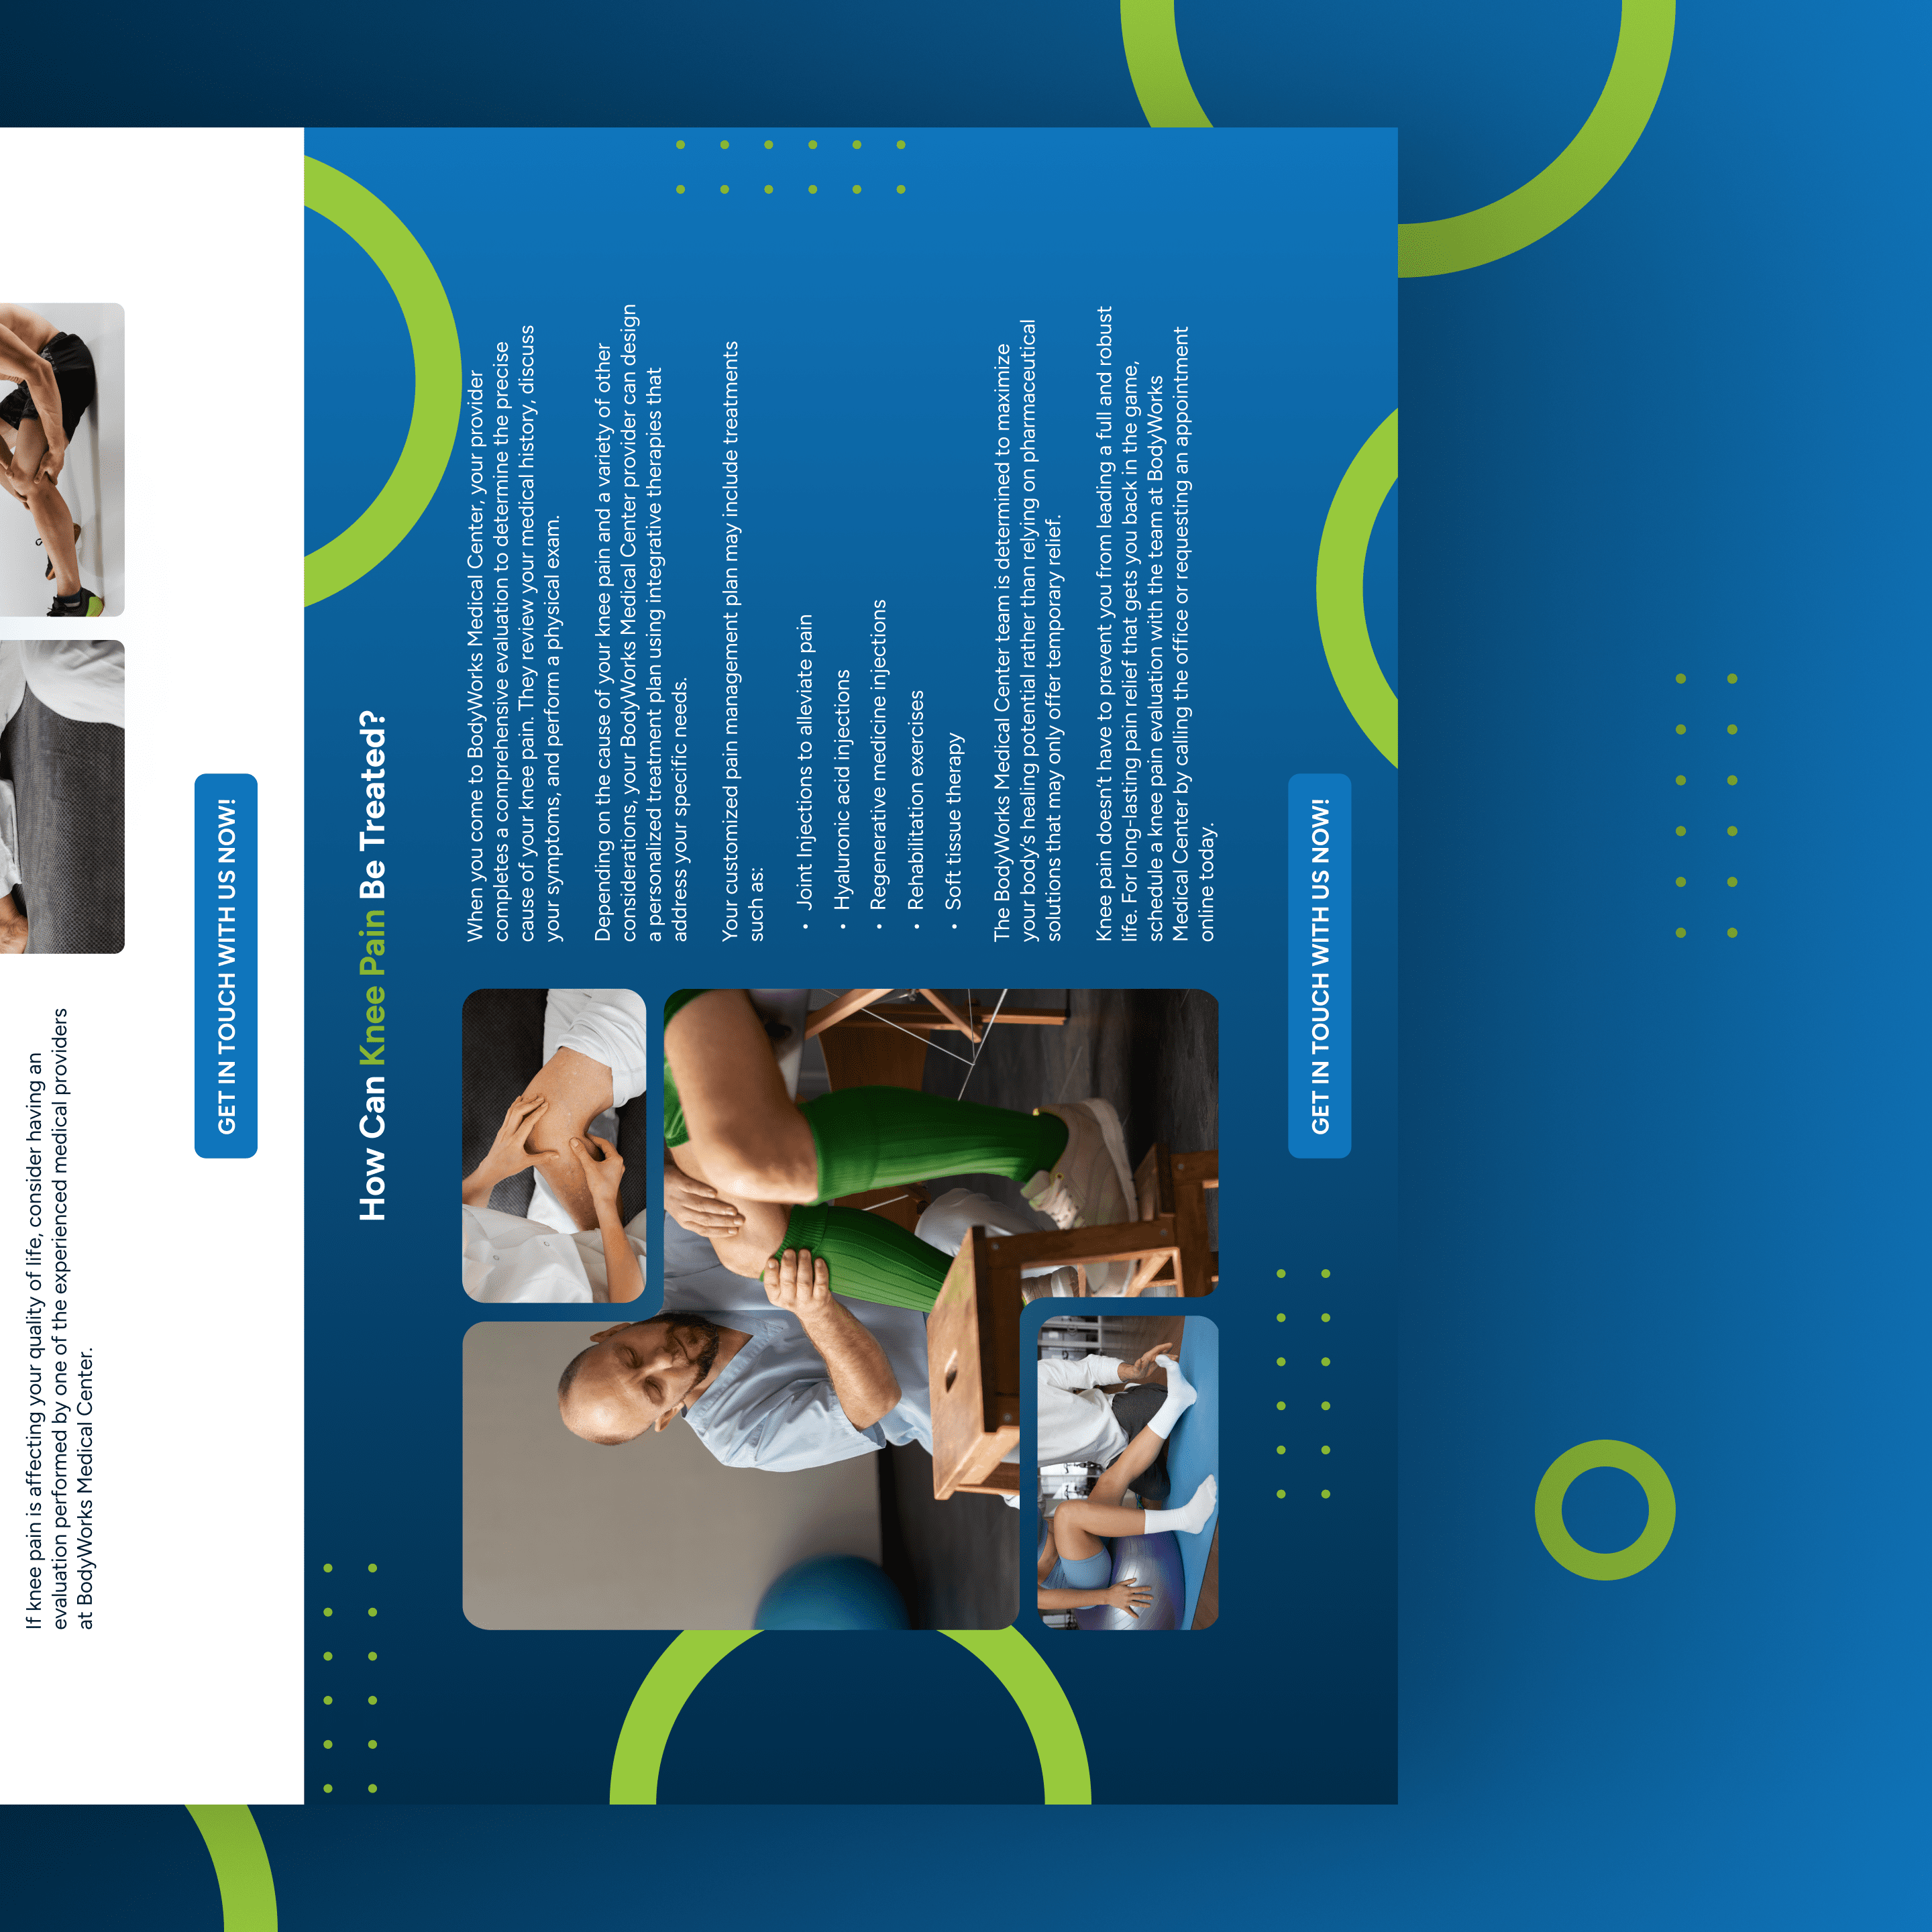 If knee pain is affecting your quality of life, consider having an
evaluation performed by one of the experienced medical providers
at BodyWorks Medical Center.
GET IN TOUCH WITH US NOW!
How Can Knee Pain Be Treated?
When you come to BodyWorks Medical Center, your provider
completes a comprehensive evaluation to determine the precise
cause of your knee pain. They review your medical history, discuss
your symptoms, and perform a physical exam.
Depending on the cause of your knee pain and a variety of other
considerations, your BodyWorks Medical Center provider can design
a personalized treatment plan using integrative therapies that
address your specific needs.
Your customized pain management plan may include treatments
such as:
• Joint Injections to alleviate pain
• Hyaluronic acid injections
• Regenerative medicine injections
• Rehabilitation exercises
• Soft tissue therapy
The BodyWorks Medical Center team is determined to maximize
your body's healing potential rather than relying on pharmaceutical
solutions that may only offer temporary relief.
Knee pain doesn't have to prevent you from leading a full and robust
life. For long-lasting pain relief that gets you back in the game,
schedule a knee pain evaluation with the team at BodyWorks
Medical Center by calling the office or requesting an appointment
online today.
GET IN TOUCH WITH US NOW!